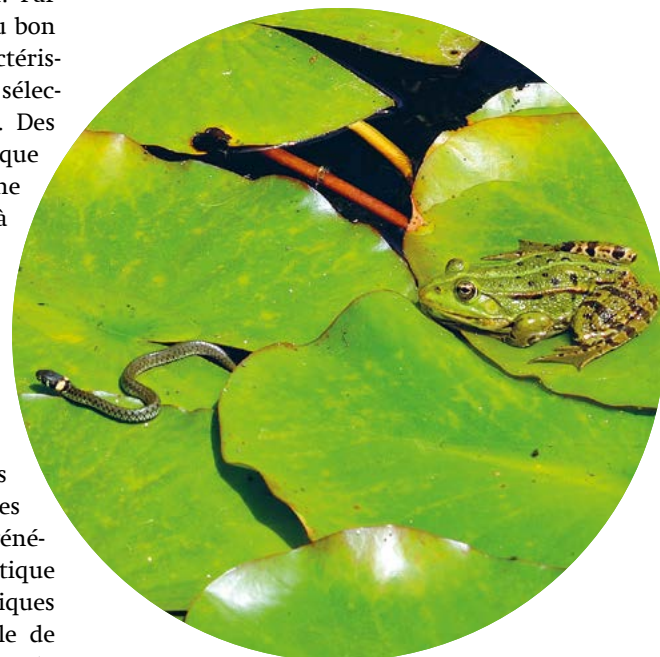 u bon
ctéris-
sélec-
. Des
que
ne
à
s
es
éné-
tique
iques
le de